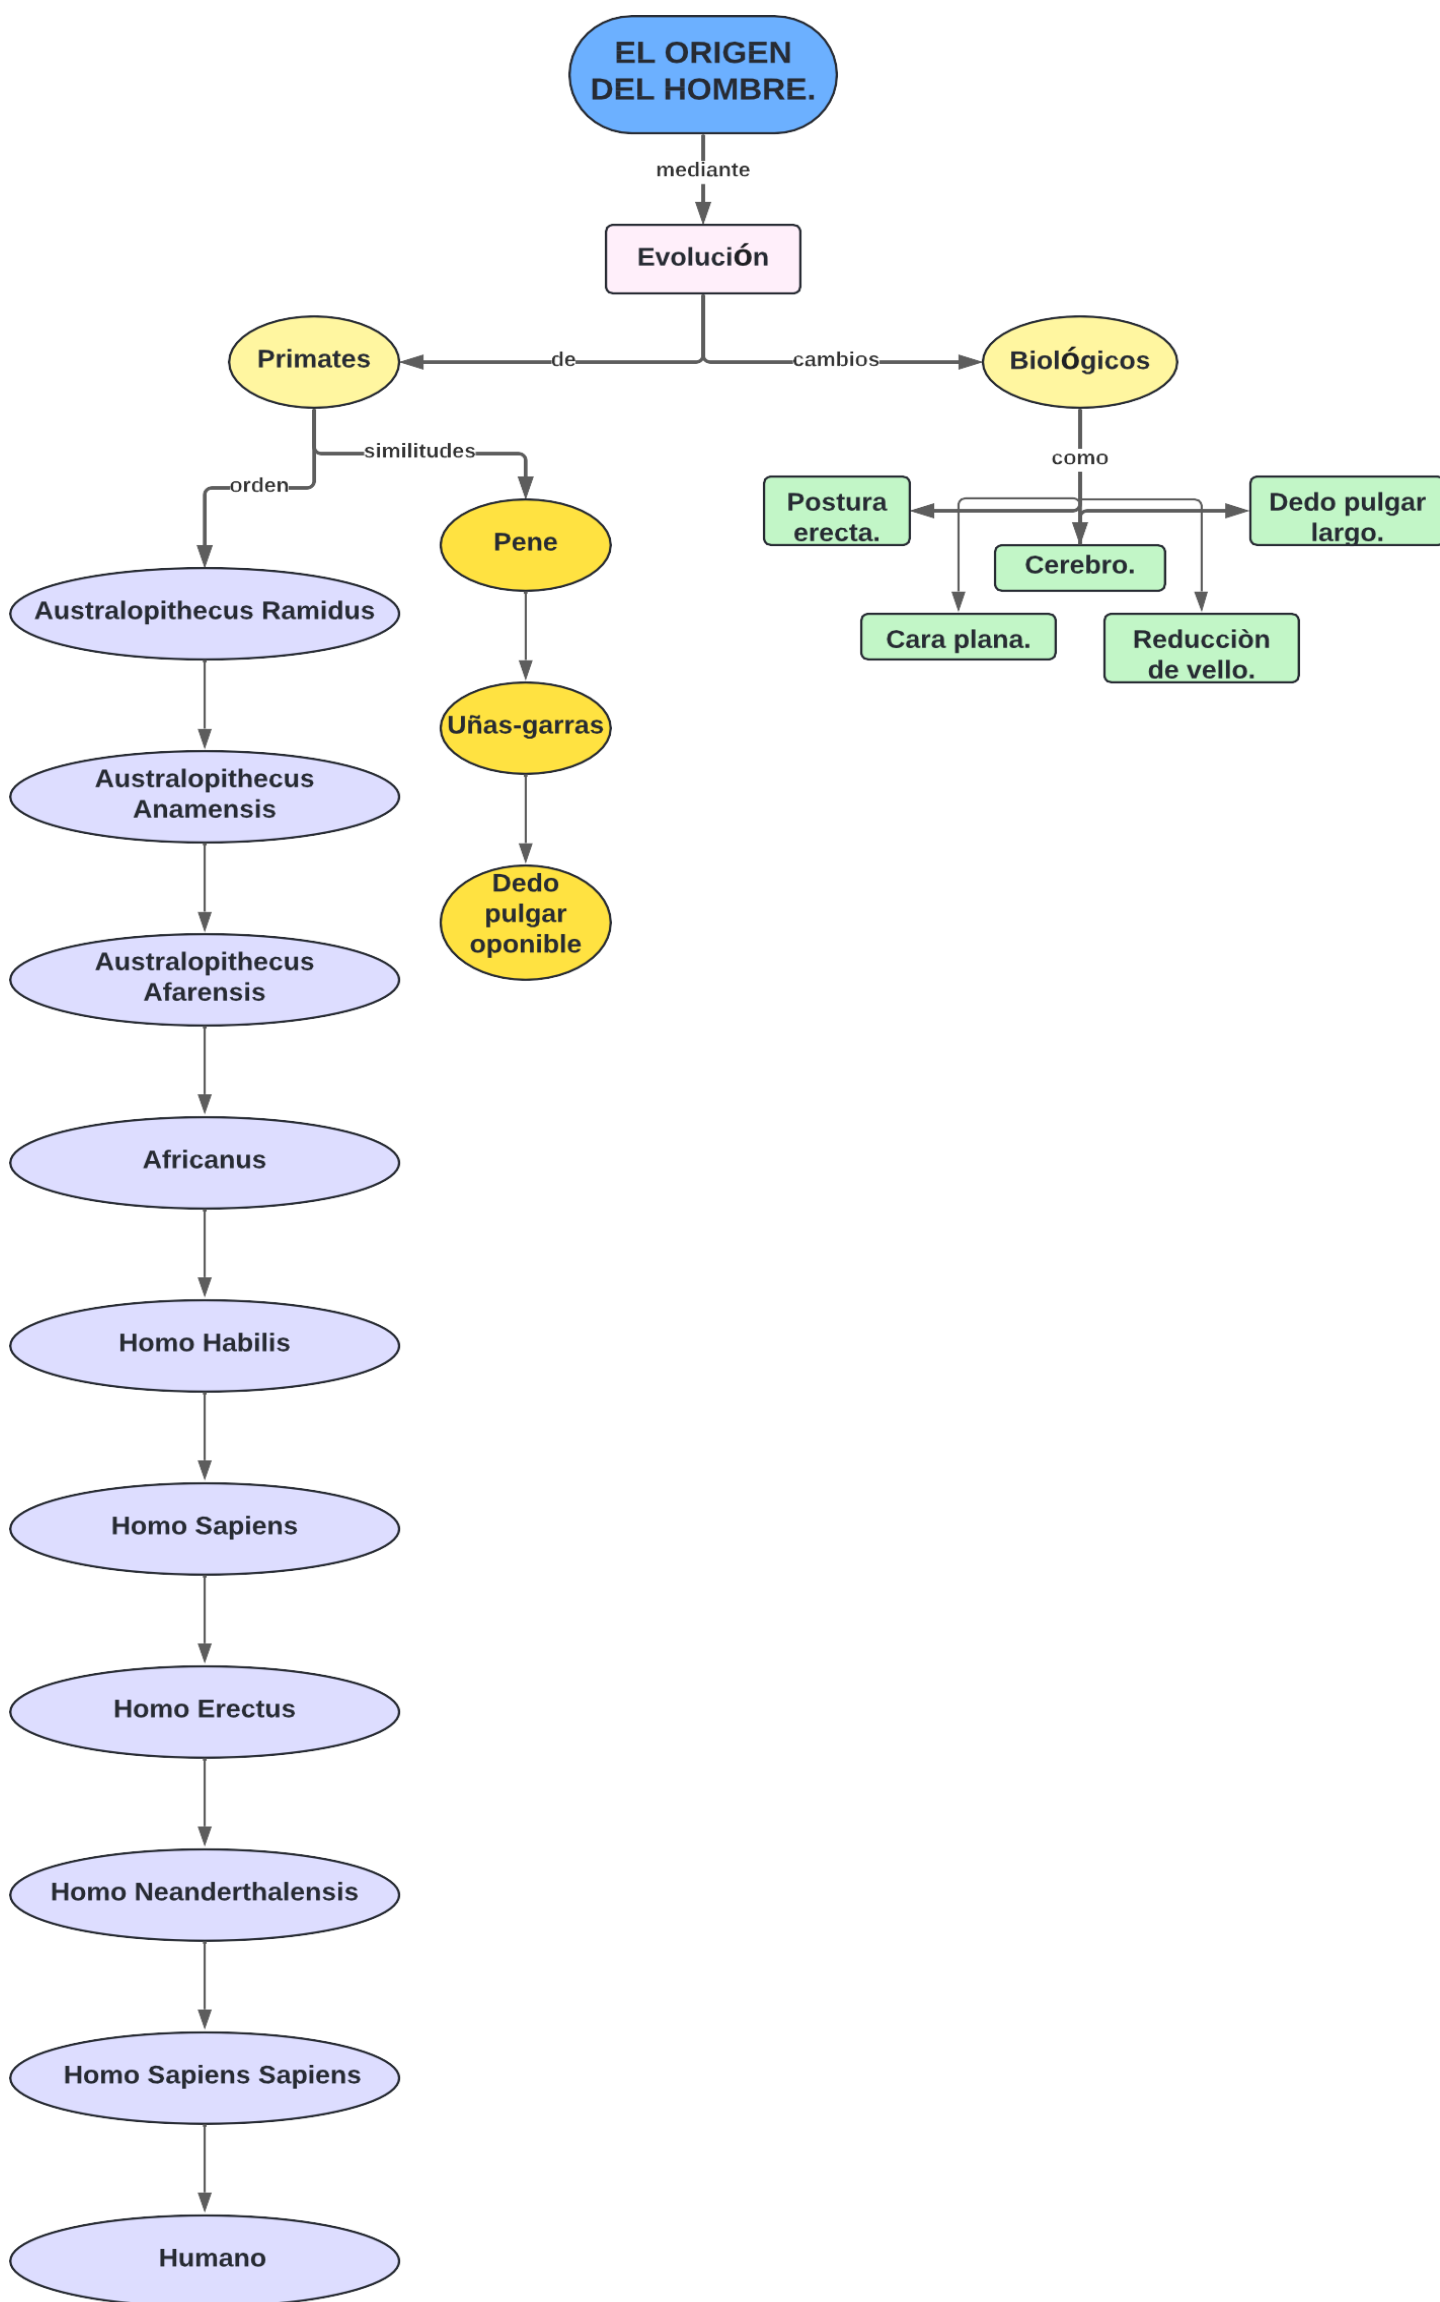 EL ORIGEN
DEL HOMBRE.
mediante
Evolución
Primates
de
cambios
Biológicos
similitudes
orden
como
Postura
erecta.
Dedo pulgar
largo.
Cerebro.
Cara plana.
Reducciòn
de vello.
Pene
Uñas-garras
Dedo
pulgar
oponible
Australopithecus Ramidus
Australopithecus
Anamensis
Australopithecus
Afarensis
Africanus
Homo Habilis
Homo Sapiens
Homo Erectus
Homo Neanderthalensis
Homo Sapiens Sapiens
Humano